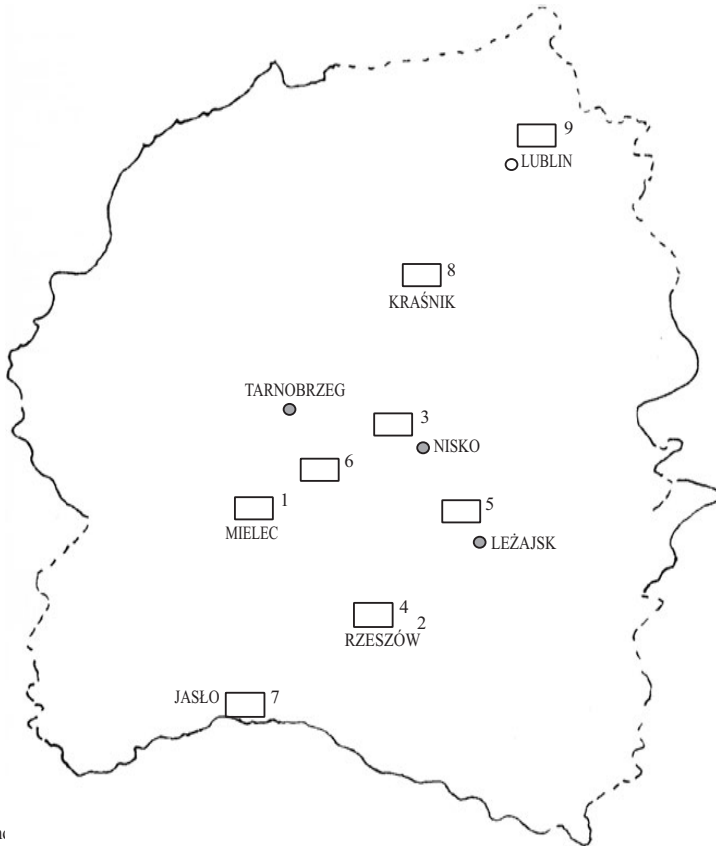 9
LUBLIN
8
KRAŚNIK
TARNOBRZEG
3
NISKO
6
1
MIELEC
5
LEŻAJSK
4
2
RZESZÓW
JASŁO 7